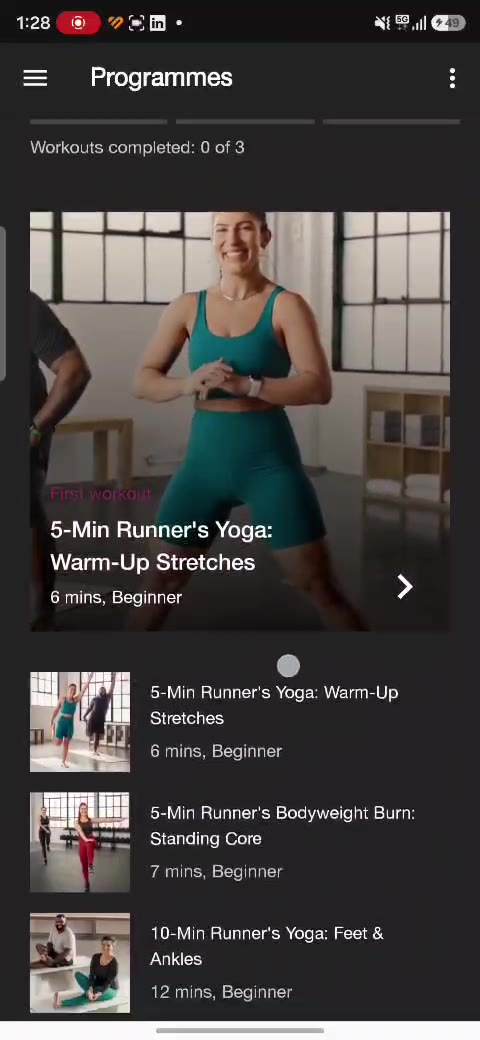 1:28
5G
49
Programmes
Workouts completed: 0 of 3
First workout
5-Min Runner's Yoga:
Warm-Up Stretches
6 mins, Beginner
5-Min Runner's Yoga: Warm-Up
Stretches
6 mins, Beginner
5-Min Runner's Bodyweight Burn:
Standing Core
7 mins, Beginner
10-Min Runner's Yoga: Feet &
Ankles
12 mins, Beginner